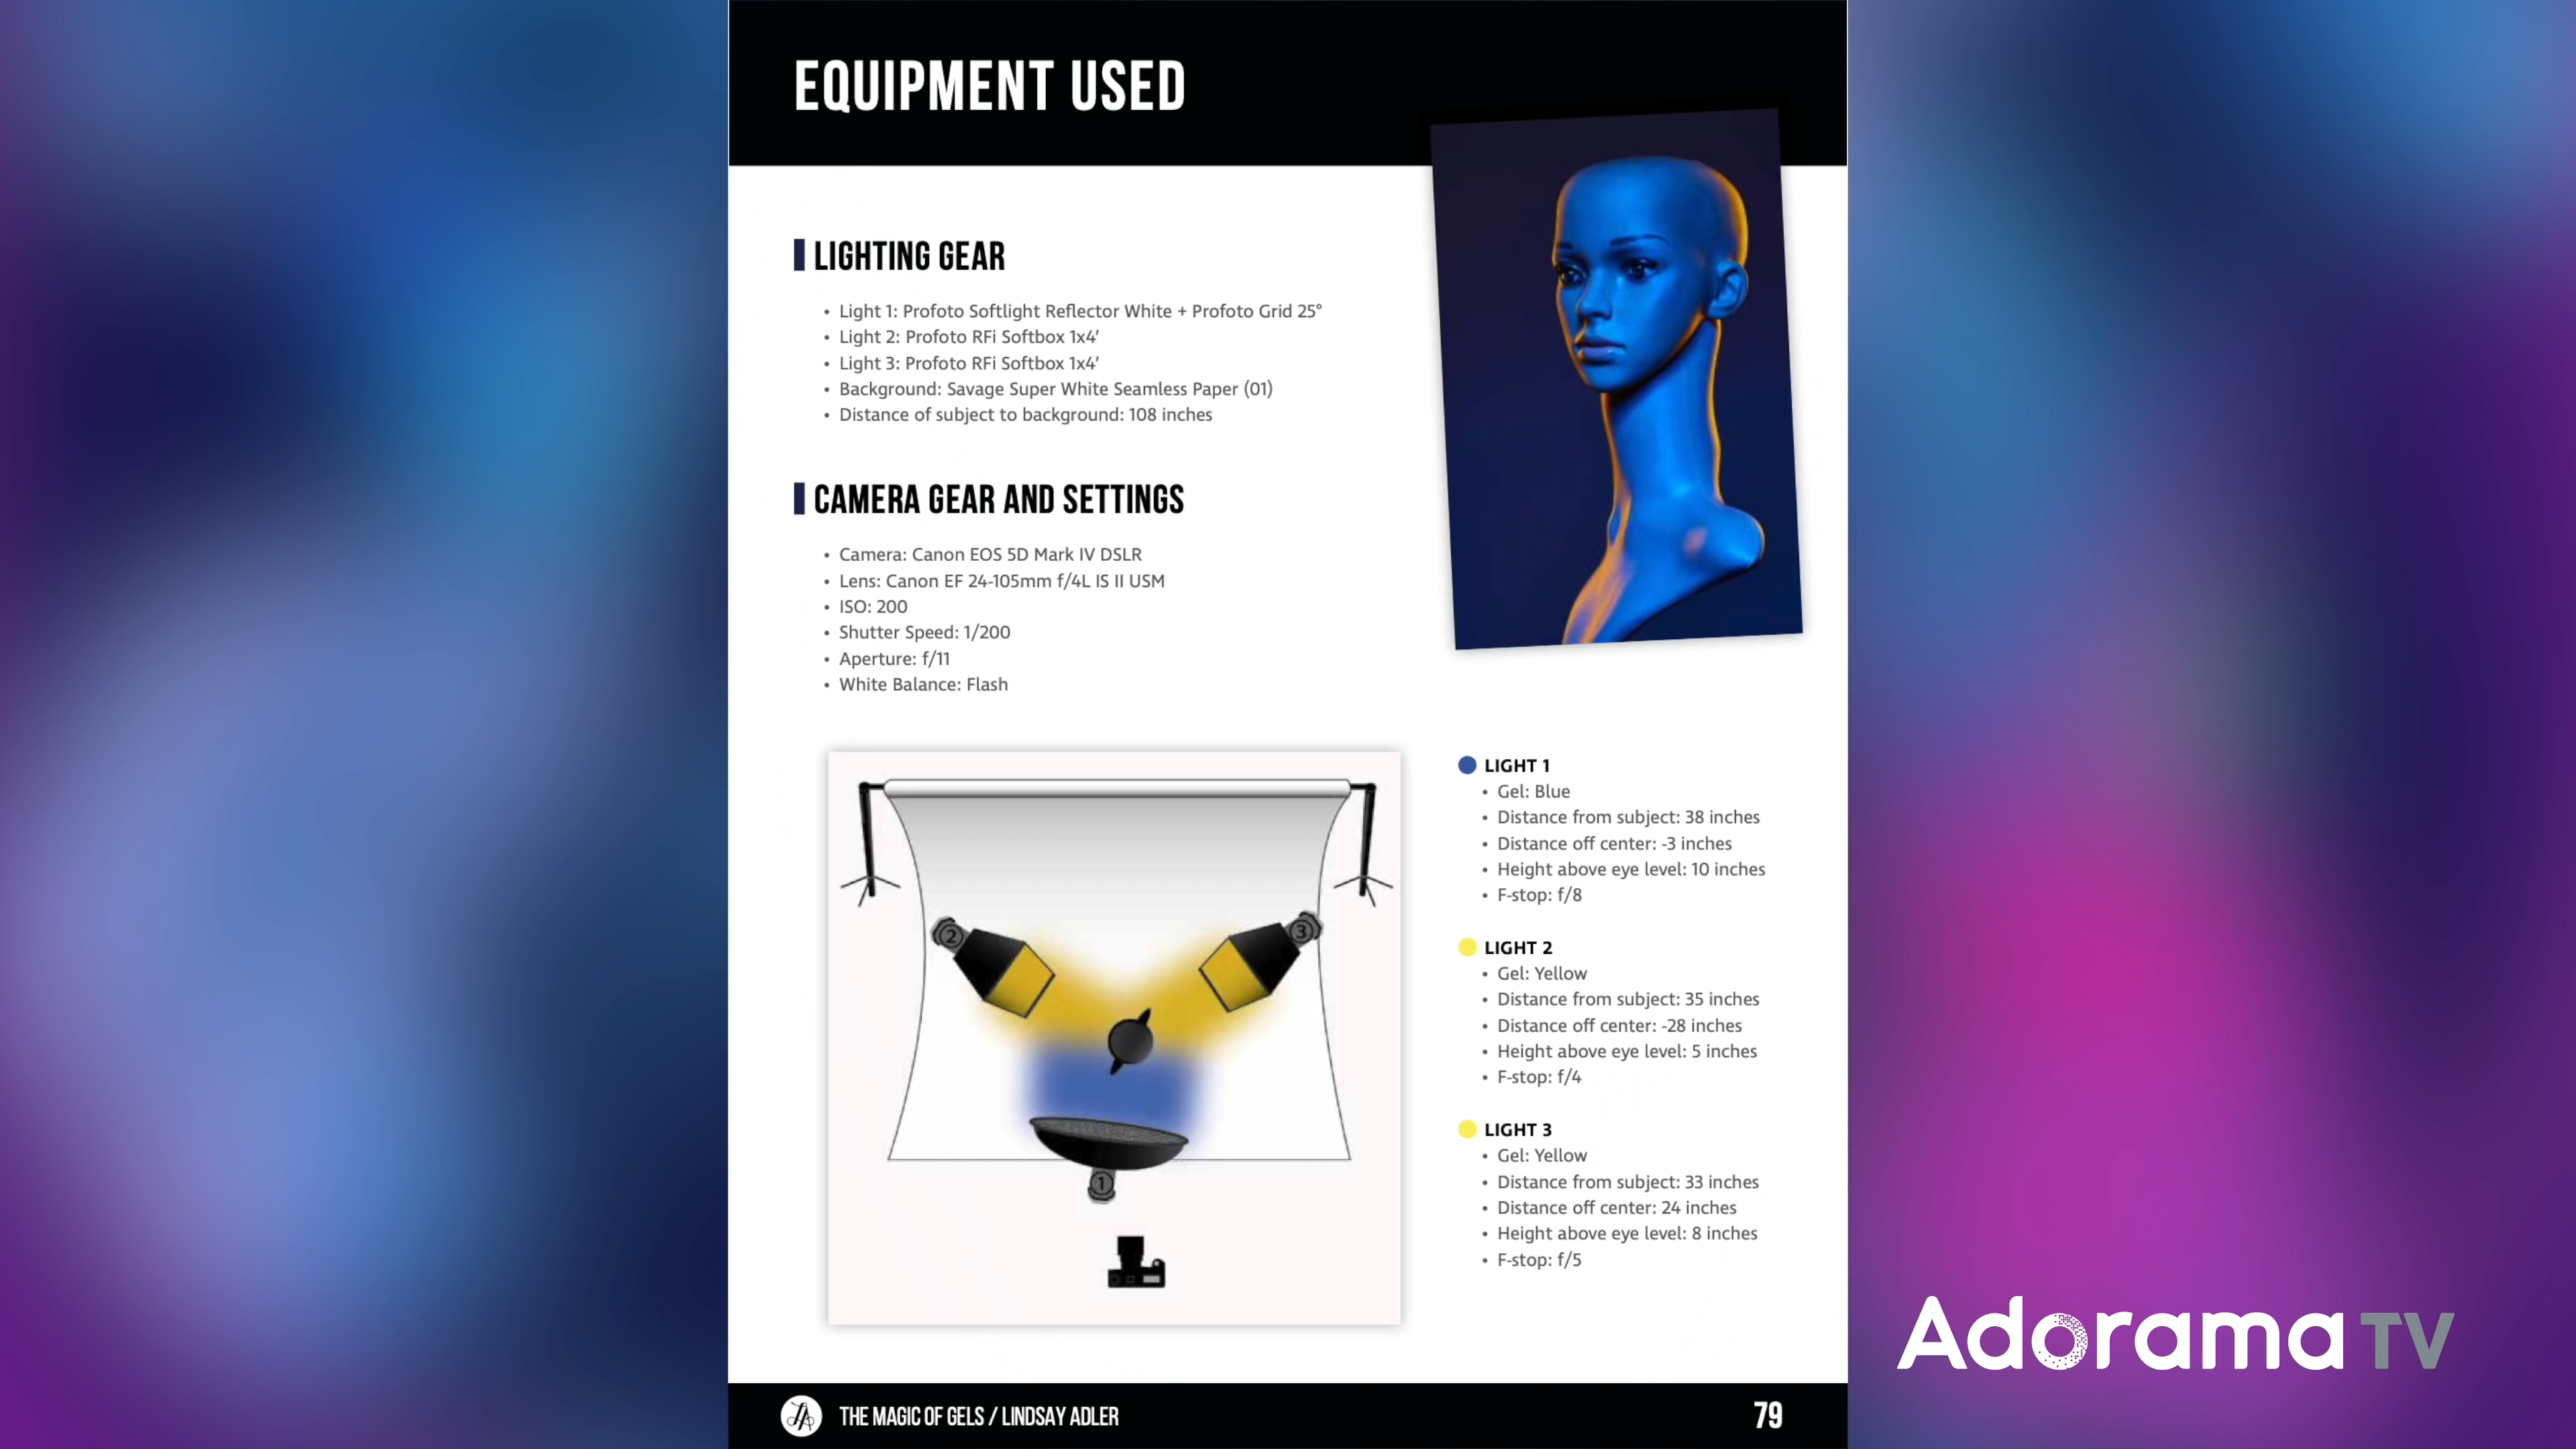 EQUIPMENT USED
LIGHTING GEAR
• Light 1: Profoto Softlight Reflector White + Profoto Grid 25°
• Light 2: Profoto RFi Softbox 1x4'
• Light 3: Profoto RFi Softbox 1x4'
• Background: Savage Super White Seamless Paper (01)
• Distance of subject to background: 108 inches
CAMERA GEAR AND SETTINGS
• Camera: Canon EOS 5D Mark IV DSLR
• Lens: Canon EF 24-105mm f/4L IS II USM
• ISO: 200
• Shutter Speed: 1/200
• Aperture: f/11
• White Balance: Flash
2
3
1
LIGHT 1
• Gel: Blue
• Distance from subject: 38 inches
• Distance off center: -3 inches
• Height above eye level: 10 inches
• F-stop: f/8
LIGHT 2
• Gel: Yellow
• Distance from subject: 35 inches
• Distance off center: -28 inches
• Height above eye level: 5 inches
• F-stop: f/4
LIGHT 3
• Gel: Yellow
• Distance from subject: 33 inches
• Distance off center: 24 inches
• Height above eye level: 8 inches
• F-stop: f/5
LA THE MAGIC OF GELS / LINDSAY ADLER
79
Adorama TV